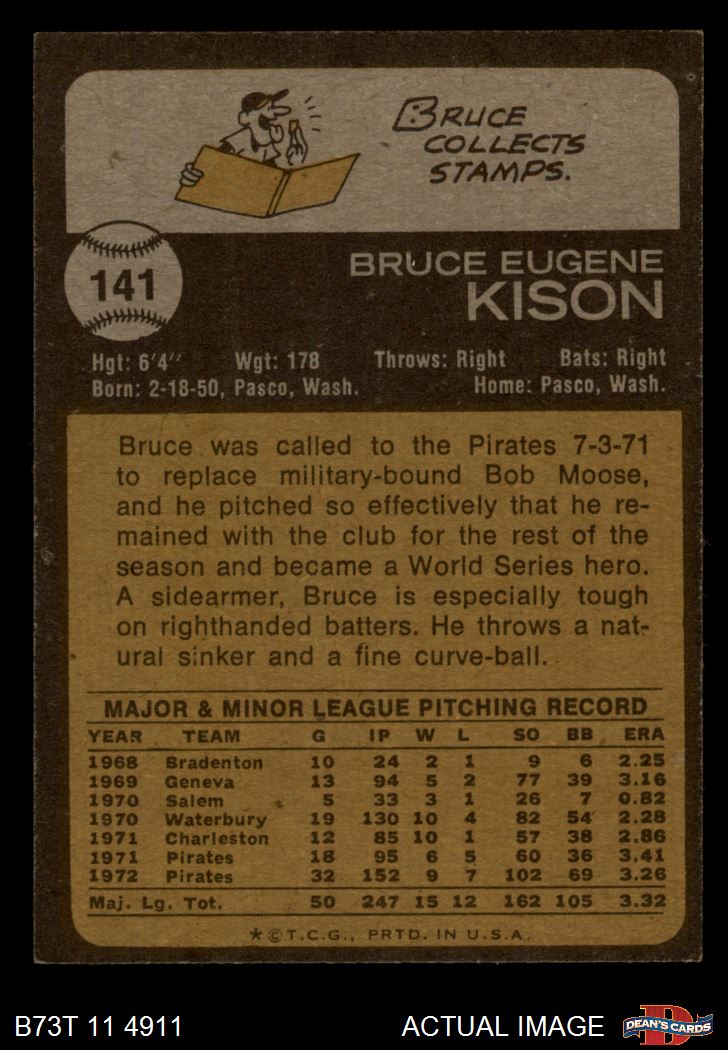 BRUCE
COLLECTS
STAMPS.
141
BRUCE EUGENE
KISON
Hgt: 6'4" Wgt: 178 Throws: Right Bats: Right
Born: 2-18-50, Pasco, Wash. Home: Pasco, Wash.
Bruce was called to the Pirates 7-3-71
to replace military-bound Bob Moose,
and he pitched so effectively that he re-
mained with the club for the rest of the
season and became a World Series hero.
A sidearmer, Bruce is especially tough
on righthanded batters. He throws a nat-
ural sinker and a fine curve-ball.
MAJOR & MINOR LEAGUE PITCHING RECORD
YEAR TEAM G IP W L SO BB ERA
1968 Bradenton 10 24 2 1 9 6 2.25
1969 Geneva 13 94 5 2 77 39 3.16
1970 Salem 5 33 3 1 26 7 0.82
1970 Waterbury 19 130 10 4 82 54 2.28
1971 Charleston 12 85 10 1 57 38 2.86
1971 Pirates 18 95 6 5 60 36 3.41
1972 Pirates 32 152 9 7 102 69 3.26
Maj. Lg. Tot. 50 247 15 12 162 105 3.32
*©T.C.G., PRTD. IN U.S.A.
B73T 11 4911 ACTUAL IMAGE D DEAN'S CARDS